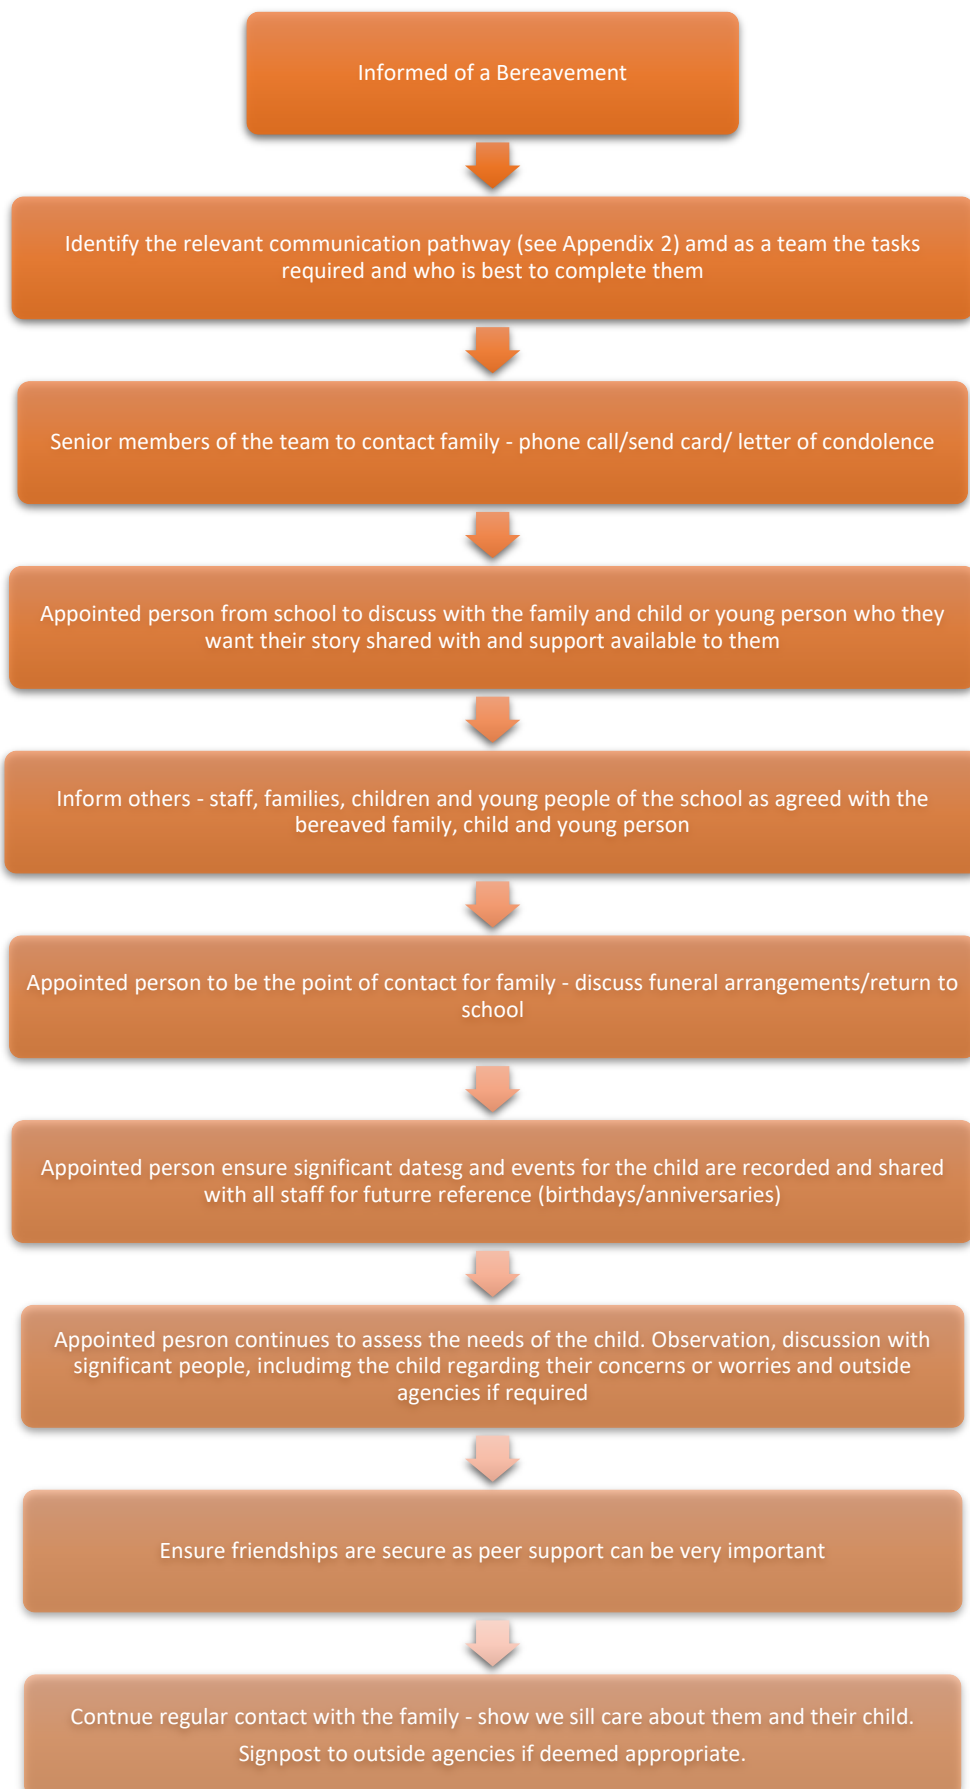 Informed of a Bereavement
Identify the relevant communication pathway (see Appendix 2) amd as a team the tasks
required and who is best to complete them
Senior members of the team to contact family - phone call/send card/ letter of condolence
Appointed person from school to discuss with the family and child or young person who they
want their story shared with and support available to them
Inform others - staff, families, children and young people of the school as agreed with the
bereaved family, child and young person
Appointed person to be the point of contact for family - discuss funeral arrangements/return to
school
Appointed person ensure significant datesg and events for the child are recorded and shared
with all staff for futurre reference (birthdays/anniversaries)
Appointed pesron continues to assess the needs of the child. Observation, discussion with
significant people, includimg the child regarding their concerns or worries and outside
agencies if required
Ensure friendships are secure as peer support can be very important
Contnue regular contact with the family - show we sill care about them and their child.
Signpost to outside agencies if deemed appropriate.